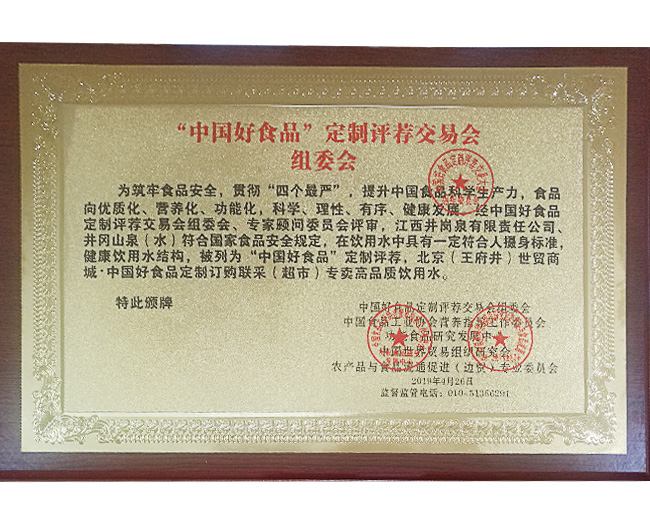 “中国好食品”定制评荐交易会
组委会
为筑牢食品安全，贯彻“四个最严”，提升中国食品科学生产力，食品
向优质化、营养化、功能化，科学、理性、有序、健康发展。经中国好食品
定制评荐交易会组委会、专家顾问委员会评审，江西井岗泉有限责任公司、
井冈山泉（水）符合国家食品安全规定，在饮用水中具有一定符合人摄身标准，
健康饮用水结构，被列为“中国好食品”定制评荐，北京（王府井）世贸商
城·中国好食品定制订购联采（超市）专卖高品质饮用水。
特此颁牌
中国好食品定制评荐交易会组委会
中国食品工业协会营养指导工作委员会
功能食品研究发展中心
中国世界贸易组织研究会
农产品与食品流通促进（边贸）专业委员会
2019年4月26日
监督监管电话：010-51356291